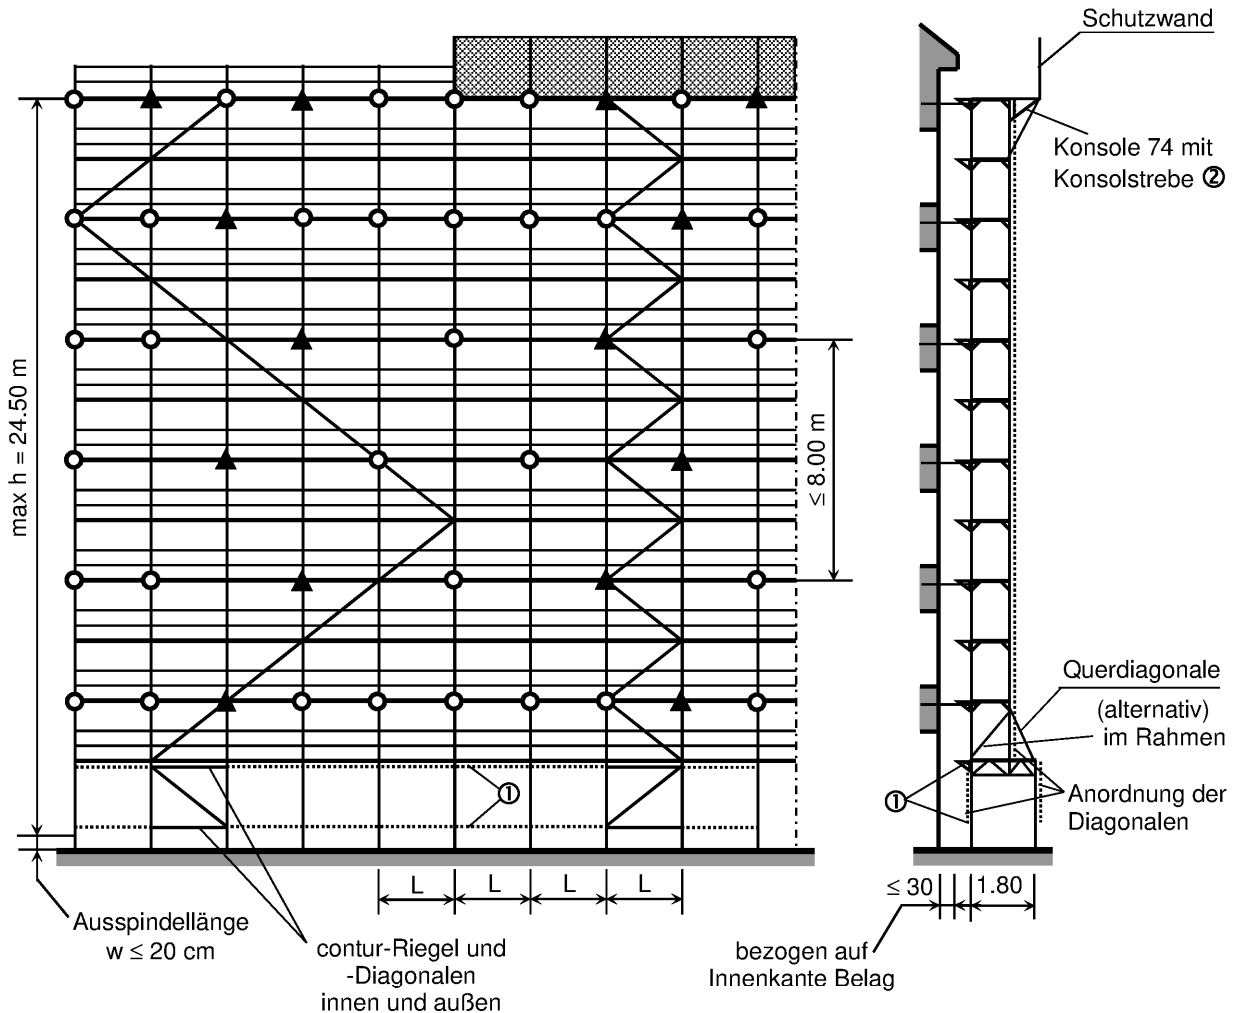 Schutzwand
Konsole 74 mit
Konsolstrebe ②
max h = 24.50 m
≤ 8.00 m
Querdiagonale
(alternativ)
im Rahmen
①
①
Anordnung der
Diagonalen
L L L L
≤ 30 1.80
Ausspindellänge
w ≤ 20 cm
contur-Riegel und
-Diagonalen
innen und außen
bezogen auf
Innenkante Belag